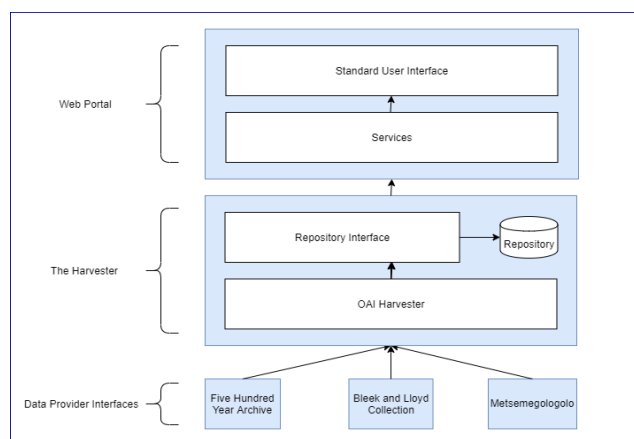 Standard User Interface
Web Portal
Services
Repository Interface
Repository
The Harvester
OAI Harvester
Data Provider Interfaces
Five Hundred
Year Archive
Bleek and Lloyd
Collection
Metsemegologolo